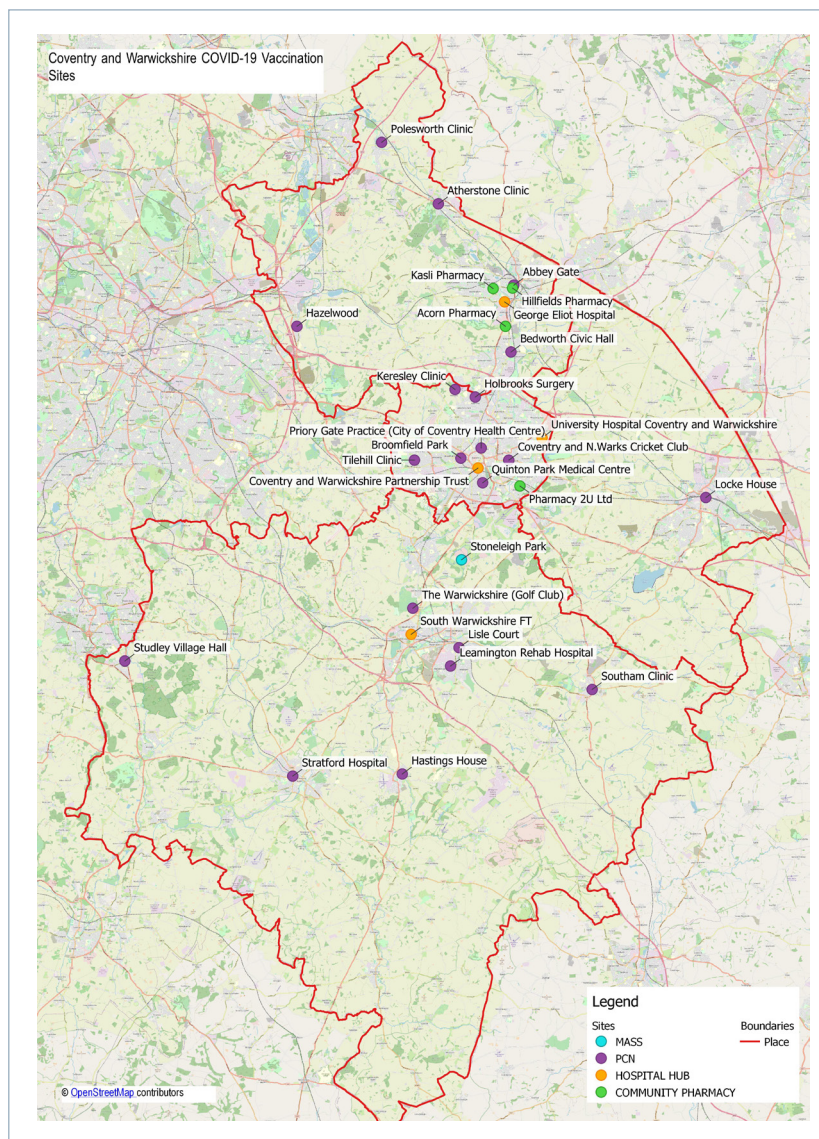 Coventry and Warwickshire COVID-19 Vaccination
Sites
Polesworth Clinic
Atherstone Clinic
Abbey Gate
Kasli Pharmacy
Hillfields Pharmacy
George Eliot Hospital
Acorn Pharmacy
Hazelwood
Bedworth Civic Hall
Keresley Clinic
Holbrooks Surgery
University Hospital Coventry and Warwickshire
Priory Gate Practice (City of Coventry Health Centre)
Broomfield Park
Coventry and N.Warks Cricket Club
Tilehill Clinic
Quinton Park Medical Centre
Coventry and Warwickshire Partnership Trust
Locke House
Pharmacy 2U Ltd
Stoneleigh Park
The Warwickshire (Golf Club)
South Warwickshire FT
Lisle Court
Studley Village Hall
Leamington Rehab Hospital
Southam Clinic
Stratford Hospital
Hastings House
Legend
Sites
Boundaries
MASS
Place
PCN
HOSPITAL HUB
COMMUNITY PHARMACY
© OpenStreetMap contributors